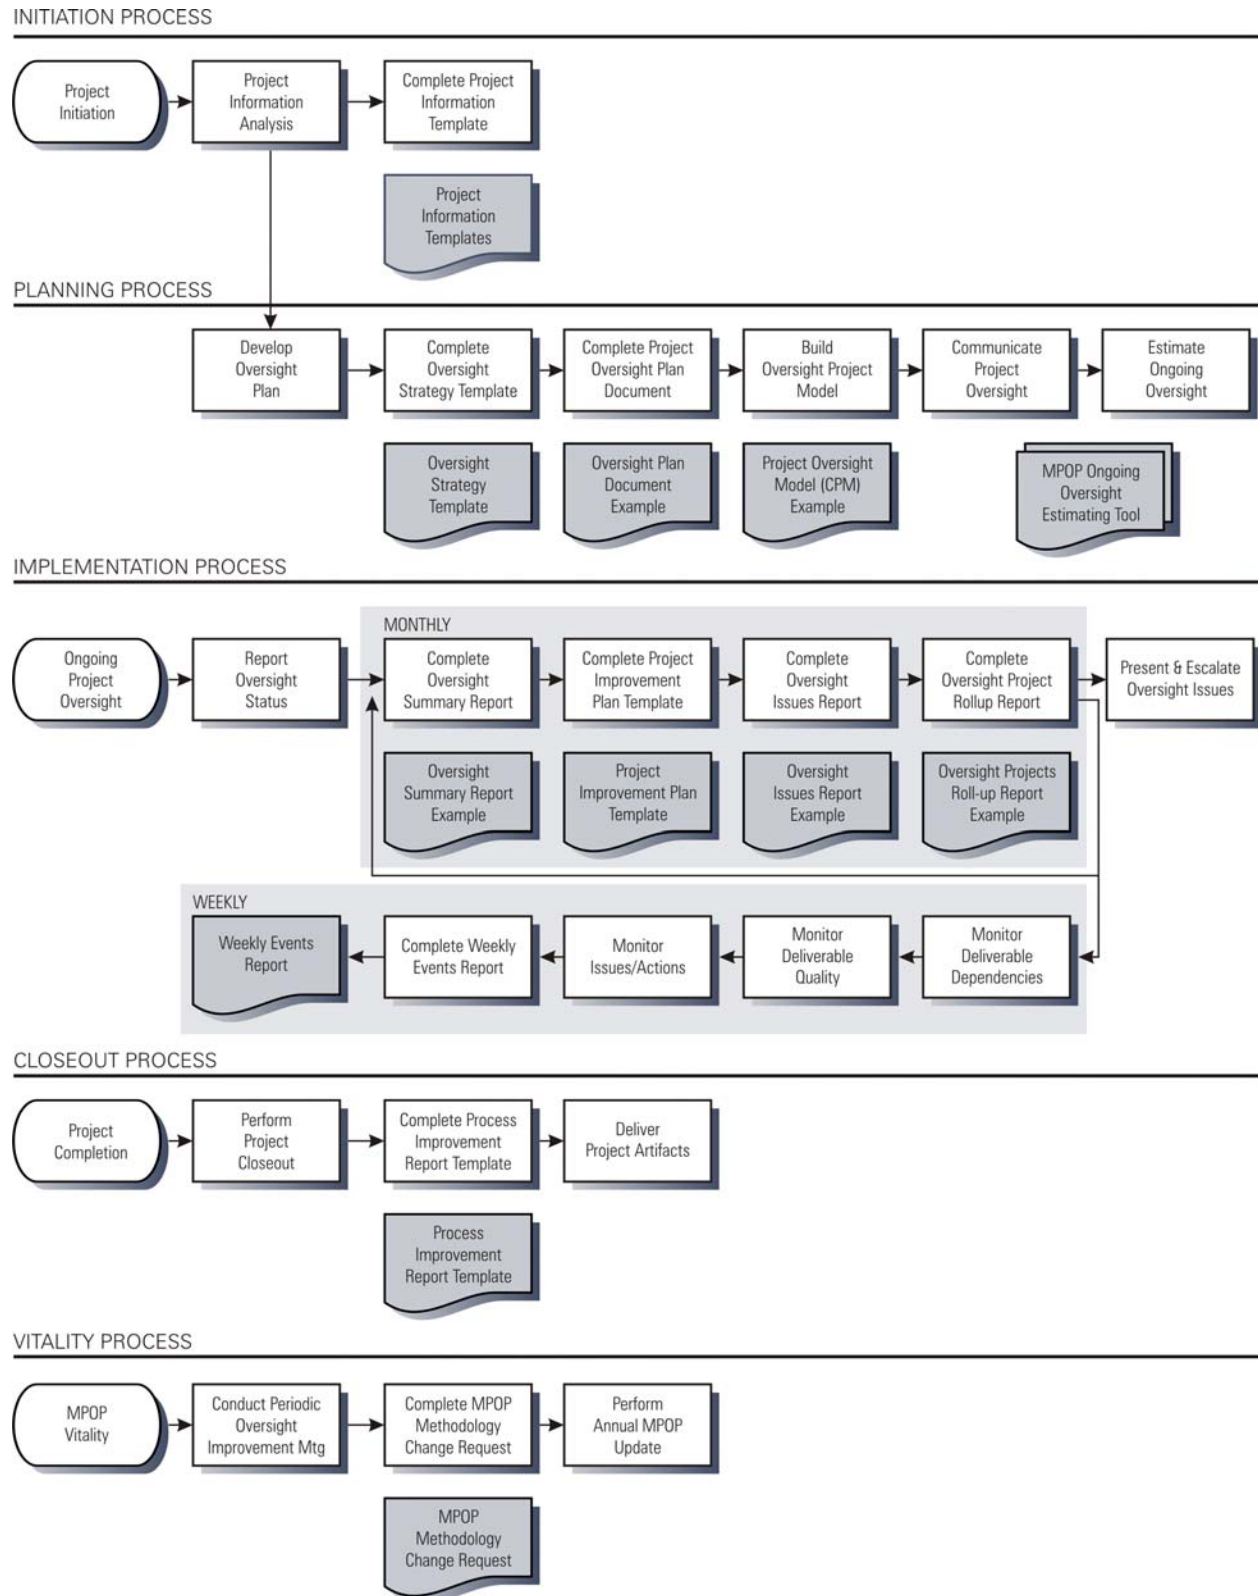 INITIATION PROCESS
Project
Initiation
Project
Information
Analysis
Complete Project
Information
Template
Project
Information
Templates
PLANNING PROCESS
Develop
Oversight
Plan
Complete
Oversight
Strategy Template
Complete Project
Oversight Plan
Document
Build
Oversight Project
Model
Communicate
Project
Oversight
Estimate
Ongoing
Oversight
Oversight
Strategy
Template
Oversight Plan
Document
Example
Project Oversight
Model (CPM)
Example
MPOP Ongoing
Oversight
Estimating Tool
IMPLEMENTATION PROCESS
MONTHLY
Ongoing
Project
Oversight
Report
Oversight
Status
Complete
Oversight
Summary Report
Complete Project
Improvement
Plan Template
Complete
Oversight
Issues Report
Complete
Oversight Project
Rollup Report
Present & Escalate
Oversight Issues
Oversight
Summary Report
Example
Project
Improvement Plan
Template
Oversight
Issues Report
Example
Oversight Projects
Roll-up Report
Example
WEEKLY
Weekly Events
Report
Complete Weekly
Events Report
Monitor
Issues/Actions
Monitor
Deliverable
Quality
Monitor
Deliverable
Dependencies
CLOSEOUT PROCESS
Project
Completion
Perform
Project
Closeout
Complete Process
Improvement
Report Template
Deliver
Project Artifacts
Process
Improvement
Report Template
VITALITY PROCESS
MPOP
Vitality
Conduct Periodic
Oversight
Improvement Mtg
Complete MPOP
Methodology
Change Request
Perform
Annual MPOP
Update
MPOP
Methodology
Change Request